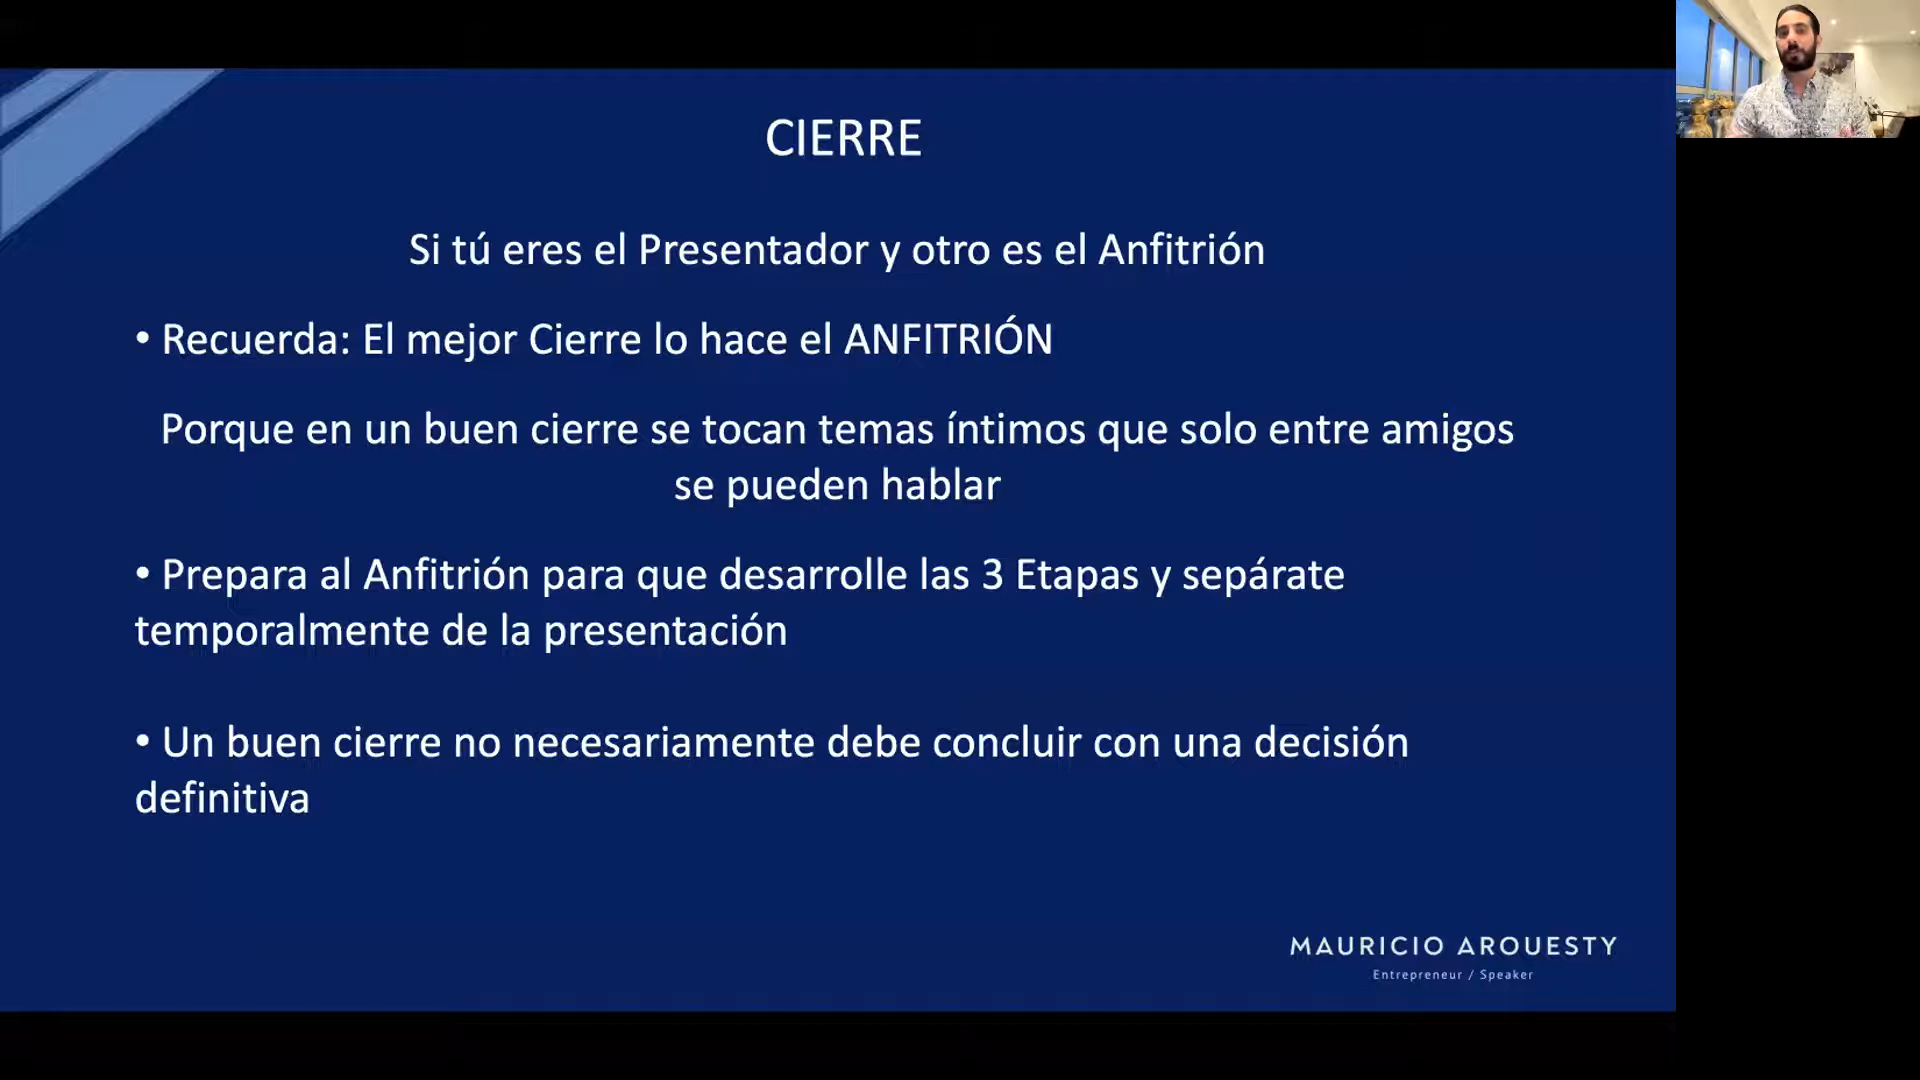 CIERRE
Si tú eres el Presentador y otro es el Anfitrión
• Recuerda: El mejor Cierre lo hace el ANFITRIÓN
Porque en un buen cierre se tocan temas íntimos que solo entre amigos
se pueden hablar
• Prepara al Anfitrión para que desarrolle las 3 Etapas y sepárate
temporalmente de la presentación
• Un buen cierre no necesariamente debe concluir con una decisión
definitiva
MAURICIO AROUESTY
Entrepreneur / Speaker